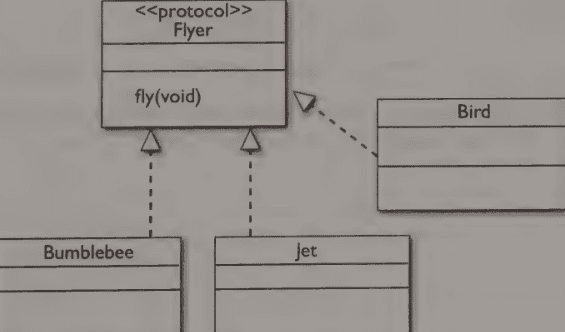 <<protocol>>
Flyer
fly(void)
Bird
Bumblebee
Jet